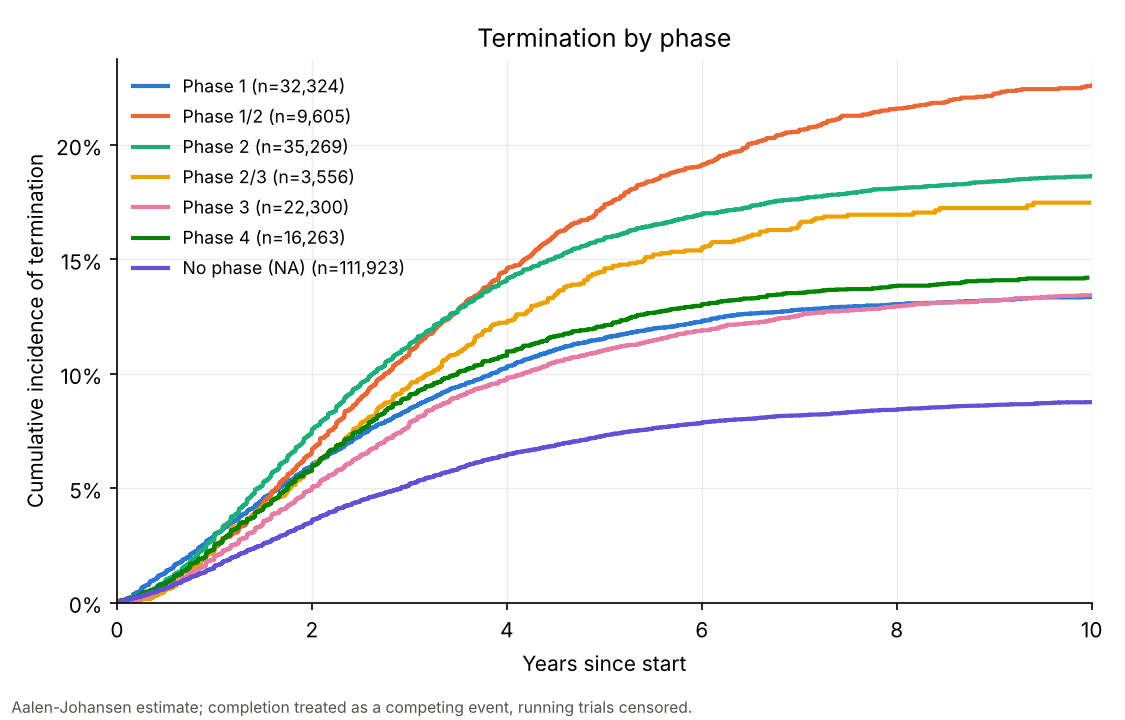 Termination by phase
Phase 1 (n=32,324)
Phase 1/2 (n=9,605)
Phase 2 (n=35,269)
Phase 2/3 (n=3,556)
Phase 3 (n=22,300)
Phase 4 (n=16,263)
No phase (NA) (n=111,923)
Cumulative incidence of termination
20%
15%
10%
5%
0%
0 2 4 6 8 10
Years since start
Aalen-Johansen estimate; completion treated as a competing event, running trials censored.